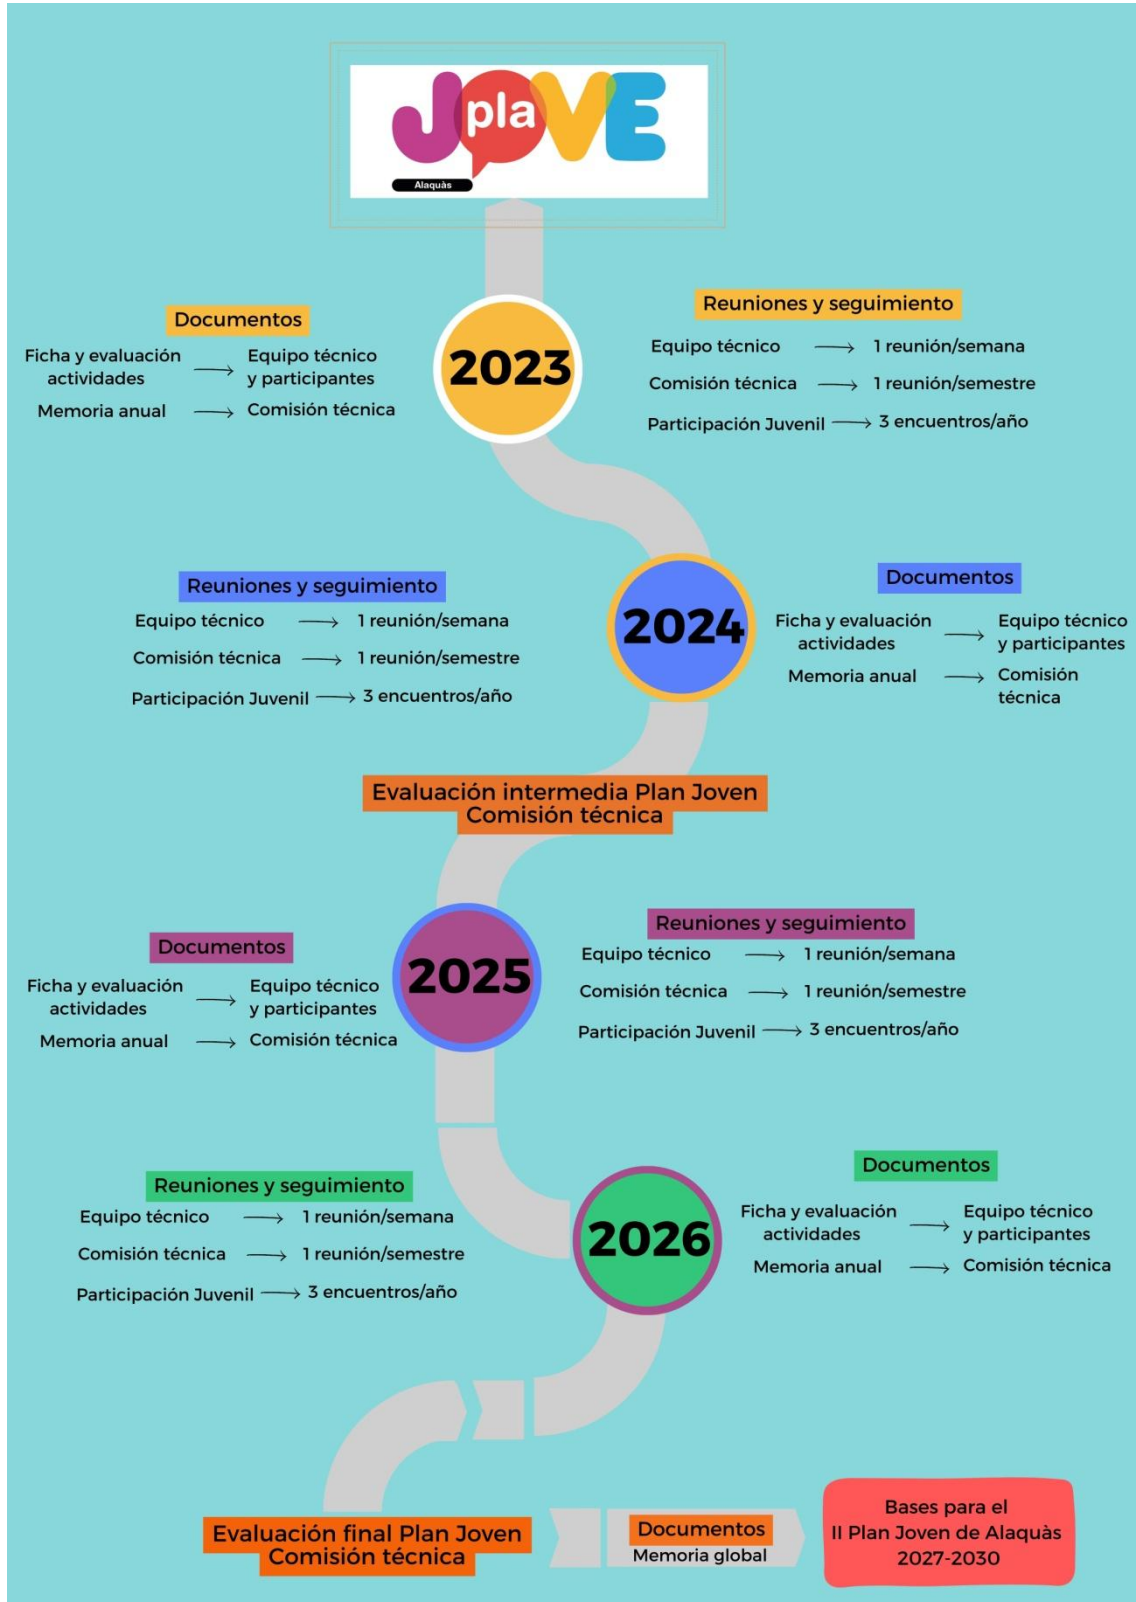 JOVE
pla
Alaquàs
2023
Documentos
Ficha y evaluación
actividades
Equipo técnico
y participantes
Memoria anual
Comisión técnica
Reuniones y seguimiento
Equipo técnico
1 reunión/semana
Comisión técnica
1 reunión/semestre
Participación Juvenil
3 encuentros/año
2024
Reuniones y seguimiento
Equipo técnico
1 reunión/semana
Comisión técnica
1 reunión/semestre
Participación Juvenil
3 encuentros/año
Documentos
Ficha y evaluación
actividades
Equipo técnico
y participantes
Memoria anual
Comisión
técnica
Evaluación intermedia Plan Joven
Comisión técnica
2025
Documentos
Ficha y evaluación
actividades
Equipo técnico
y participantes
Memoria anual
Comisión técnica
Reuniones y seguimiento
Equipo técnico
1 reunión/semana
Comisión técnica
1 reunión/semestre
Participación Juvenil
3 encuentros/año
2026
Reuniones y seguimiento
Equipo técnico
1 reunión/semana
Comisión técnica
1 reunión/semestre
Participación Juvenil
3 encuentros/año
Documentos
Ficha y evaluación
actividades
Equipo técnico
y participantes
Memoria anual
Comisión técnica
Evaluación final Plan Joven
Comisión técnica
Documentos
Memoria global
Bases para el
II Plan Joven de Alaquàs
2027-2030